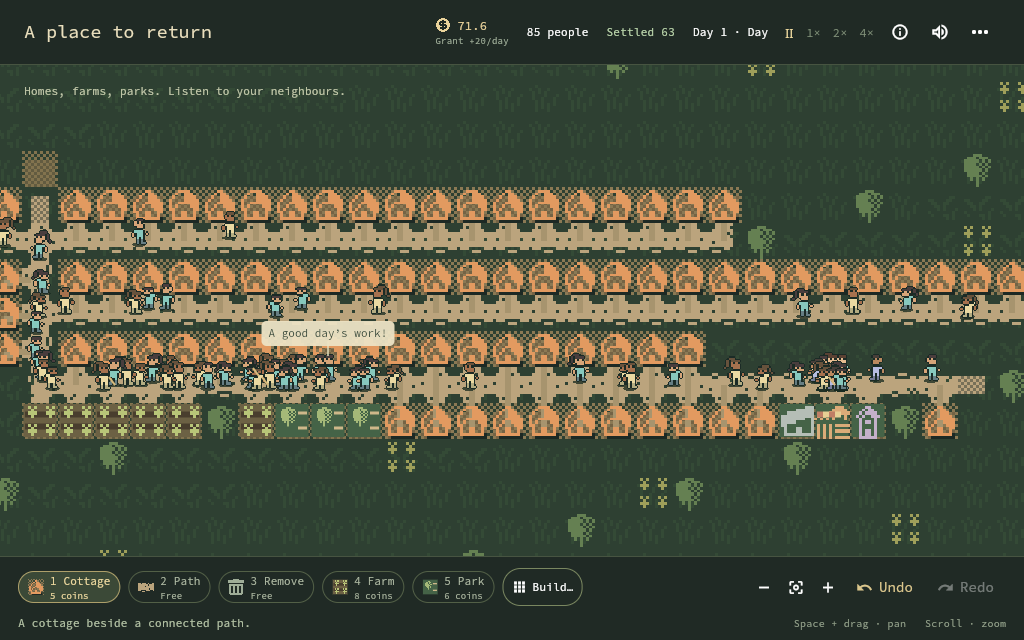 A place to return
71.6
Grant +20/day
85 people
Settled 63
Day 1 · Day
II 1× 2× 4×
Homes, farms, parks. Listen to your neighbours.
A good day's work!
1 Cottage
5 coins
2 Path
Free
3 Remove
Free
4 Farm
8 coins
5 Park
6 coins
Build…
Undo
Redo
A cottage beside a connected path.
Space + drag · pan Scroll · zoom